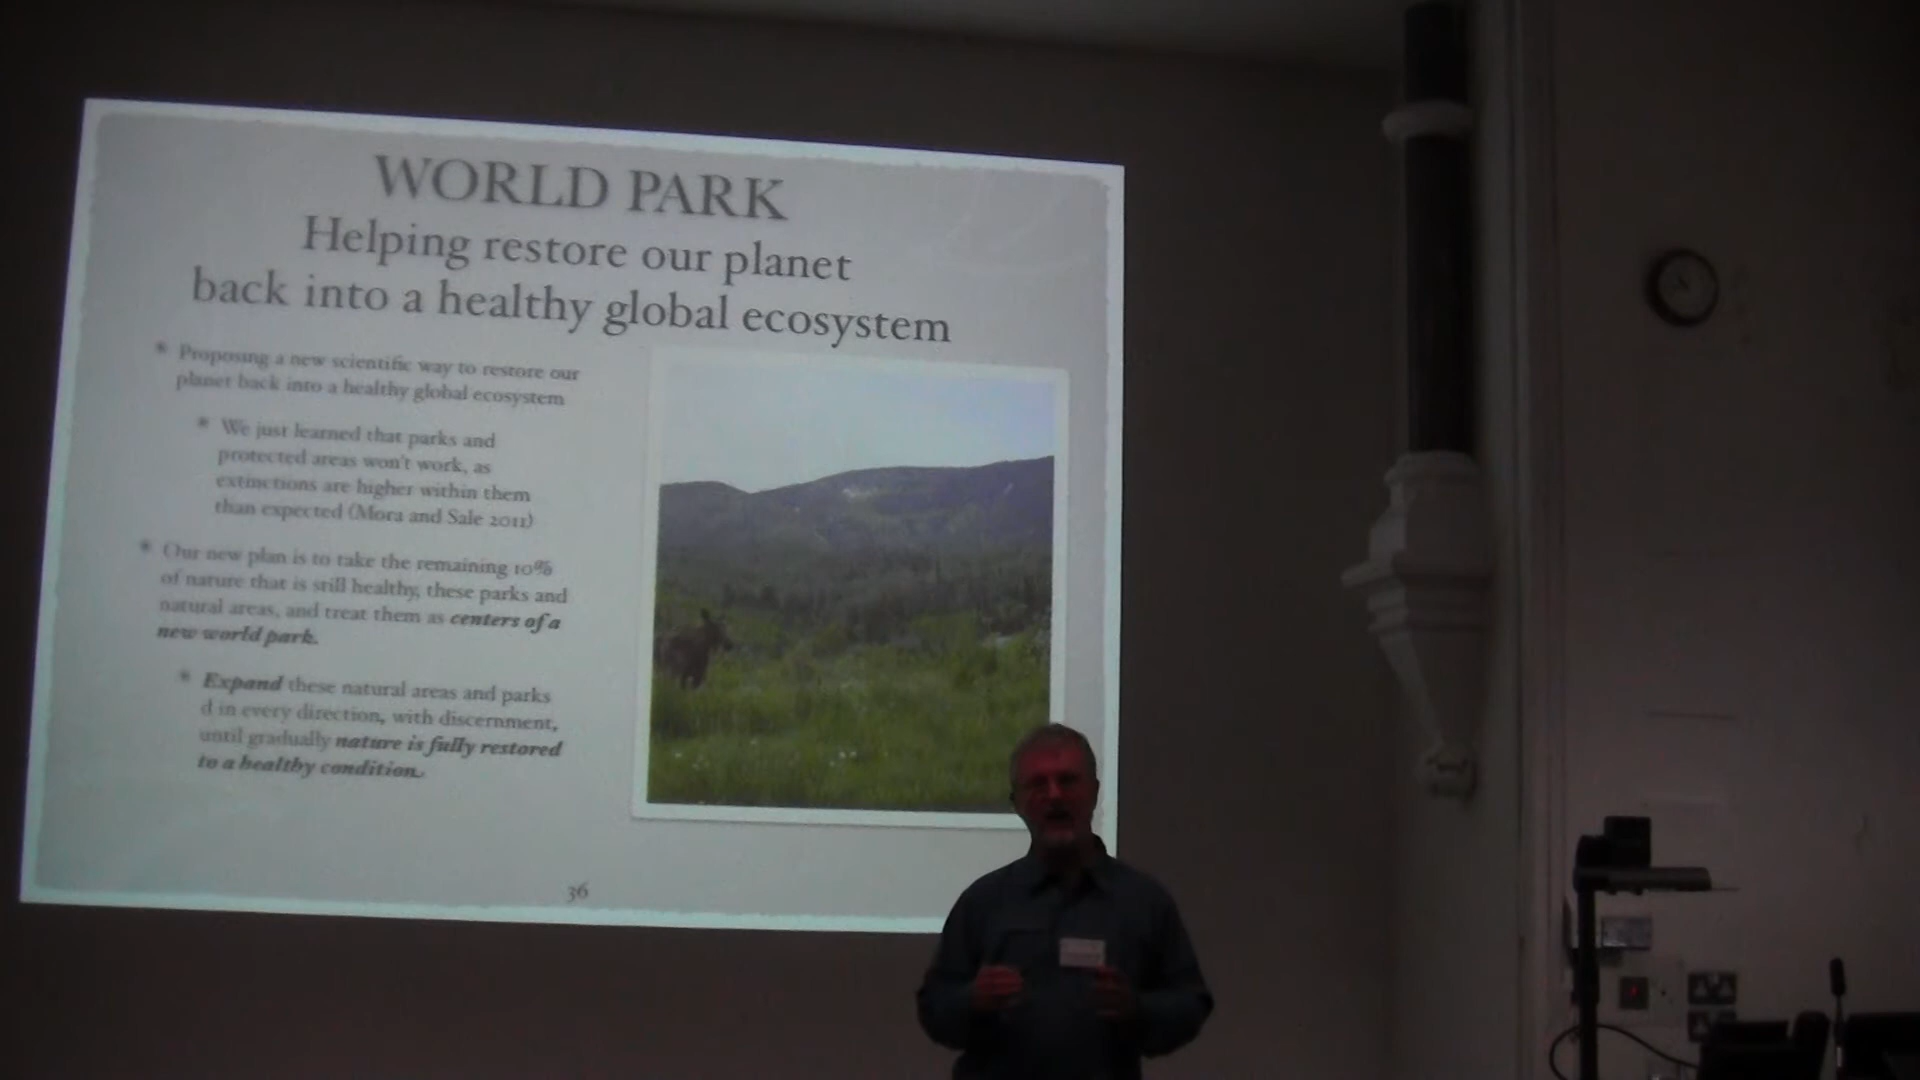 WORLD PARK
Helping restore our planet
back into a healthy global ecosystem
* Proposing a new scientific way to restore our
planet back into a healthy global ecosystem
* We just learned that parks and
protected areas won't work, as
extinctions are higher within them
than expected (Mora and Sale 2011)
* Our new plan is to take the remaining 10%
of nature that is still healthy, these parks and
natural areas, and treat them as centers of a
new world park.
* Expand these natural areas and parks
d in every direction, with discernment,
until gradually nature is fully restored
to a healthy condition.
36